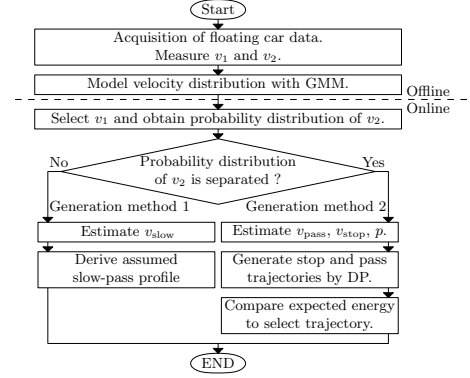 Start
Acquisition of floating car data.
Measure v₁ and v₂.
Model velocity distribution with GMM.
Offline
Online
Select v₁ and obtain probability distribution of v₂.
No
Probability distribution
of v₂ is separated ?
Yes
Generation method 1
Generation method 2
Estimate v_slow
Estimate v_pass, v_stop, p.
Derive assumed
slow-pass profile
Generate stop and pass
trajectories by DP.
Compare expected energy
to select trajectory.
END